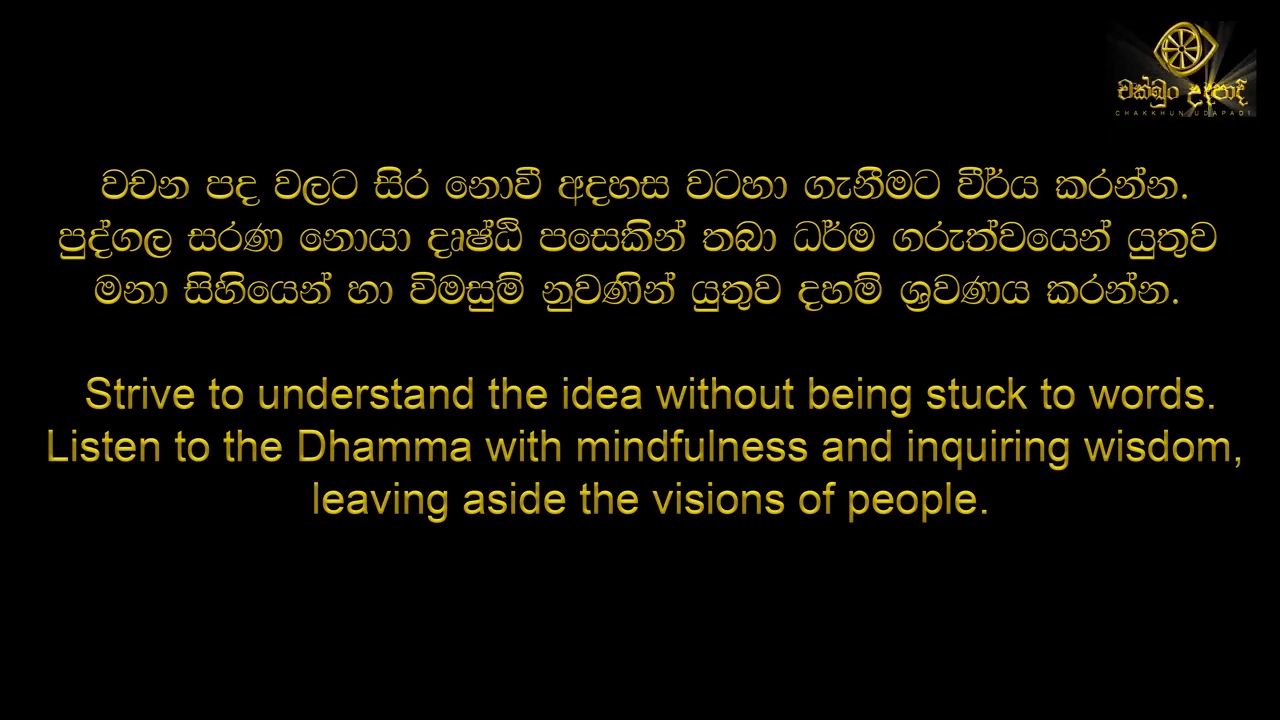 චක්ඛුං උදපාදි
CHAKKHUN UDAPADI
වචන පද වලට සිර නොවී අදහස වටහා ගැනීමට වීර්ය කරන්න.
පුද්ගල සරණ නොයා දෘෂ්ඨි පසෙකින් තබා ධර්ම ගරුත්වයෙන් යුතුව
මනා සිහියෙන් හා විමසුම් නුවණින් යුතුව දහම් ශ්‍රවණය කරන්න.
Strive to understand the idea without being stuck to words.
Listen to the Dhamma with mindfulness and inquiring wisdom,
leaving aside the visions of people.